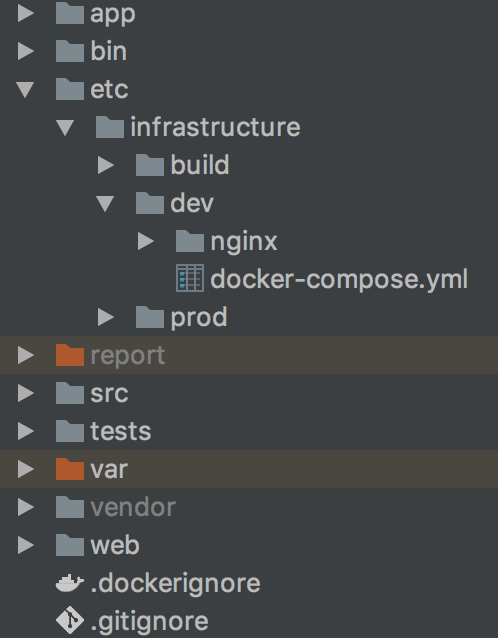 app
bin
etc
infrastructure
build
dev
nginx
docker-compose.yml
prod
report
src
tests
var
vendor
web
.dockerignore
.gitignore